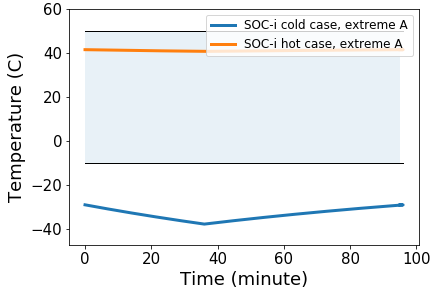 SOC-i cold case, extreme A
SOC-i hot case, extreme A
Temperature (C)
60
40
20
0
−20
−40
0 20 40 60 80 100
Time (minute)